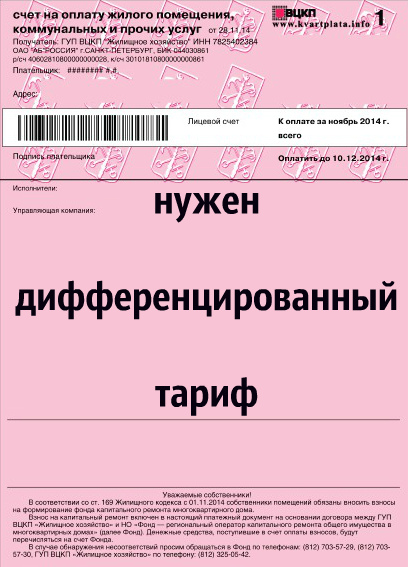 счет на оплату жилого помещения,
коммунальных и прочих услуг от 28.11.14
ВЦКП
www.kvartplata.info
1
Получатель: ГУП ВЦКП "Жилищное хозяйство" ИНН 7825402384
ОАО "АБ"РОССИЯ" г.САНКТ-ПЕТЕРБУРГ, БИК 044030861
р/сч 40602810800000000028, к/сч 30101810800000000861
Плательщик: ######## #.#.
Адрес:
Лицевой счет
К оплате за ноябрь 2014 г.
всего
Подпись плательщика
Оплатить до 10.12.2014 г.
Исполнители:
Управляющая компания:
нужен
дифференцированный
тариф
Уважаемые собственники!
В соответствии со ст. 169 Жилищного кодекса с 01.11.2014 собственники помещений обязаны вносить взносы
на формирование фонда капитального ремонта многоквартирного дома.
Взнос на капитальный ремонт включен в настоящий платежный документ на основании договора между ГУП
ВЦКП «Жилищное хозяйство» и НО «Фонд — региональный оператор капитального ремонта общего имущества в
многоквартирных домах» (далее Фонд). Денежные средства, поступившие в счет оплаты взносов, будут
перечисляться на счет Фонда.
В случае обнаружения несоответствий просим обращаться в Фонд по телефонам: (812) 703-57-29, (812) 703-
57-30, ГУП ВЦКП «Жилищное хозяйство» по телефону: (812) 325-05-42.